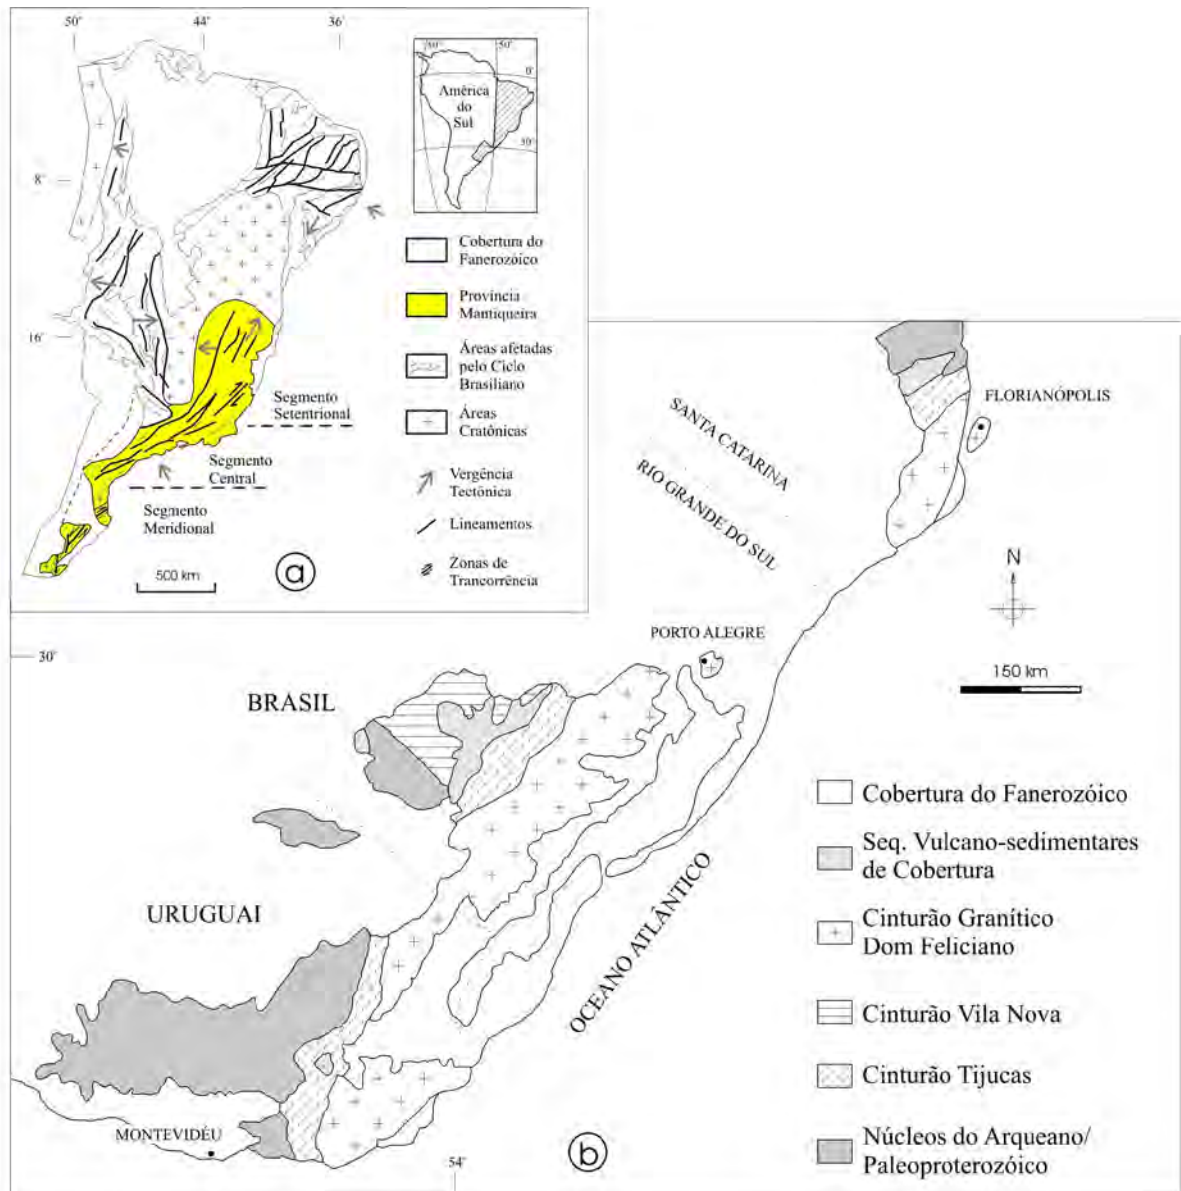 50°
44°
36°
50°
50°
0°
América
do
Sul
30°
8°
16°
Cobertura do
Fanerozóico
Província
Mantiqueira
Áreas afetadas
pelo Ciclo
Brasiliano
Áreas
Cratônicas
Vergência
Tectônica
Lineamentos
Zonas de
Trancorrência
Segmento
Setentrional
Segmento
Central
Segmento
Meridional
500 km
a
SANTA CATARINA
RIO GRANDE DO SUL
FLORIANÓPOLIS
N
150 km
PORTO ALEGRE
30°
BRASIL
URUGUAI
OCEANO ATLÂNTICO
MONTEVIDÉU
54°
b
Cobertura do Fanerozóico
Seq. Vulcano-sedimentares
de Cobertura
Cinturão Granítico
Dom Feliciano
Cinturão Vila Nova
Cinturão Tijucas
Núcleos do Arqueano/
Paleoproterozóico